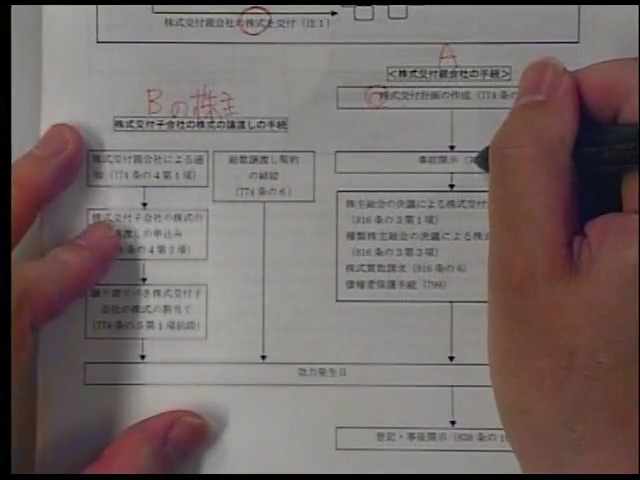 株式交付親会社の株式を交付（注1）
A
＜株式交付親会社の手続＞
株式交付計画の作成（774条の
Bの株主
株式交付子会社の株式の譲渡しの手続
株式交付親会社による通
知（774条の4第1項）
総数譲渡し契約
の締結
（774条の6）
事前開示
株式交付子会社の株式の
譲渡しの申込み
条の4第2項）
株主総会の決議による株式交付
（816条の3第1項）
種類株主総会の決議による株式
（816条の3第3項）
株式買取請求（816条の6）
債権者保護手続（799）
譲り渡すべき株式交付子
会社の株式の割当て
（774条の5第1項前段）
効力発生日
登記・事後開示